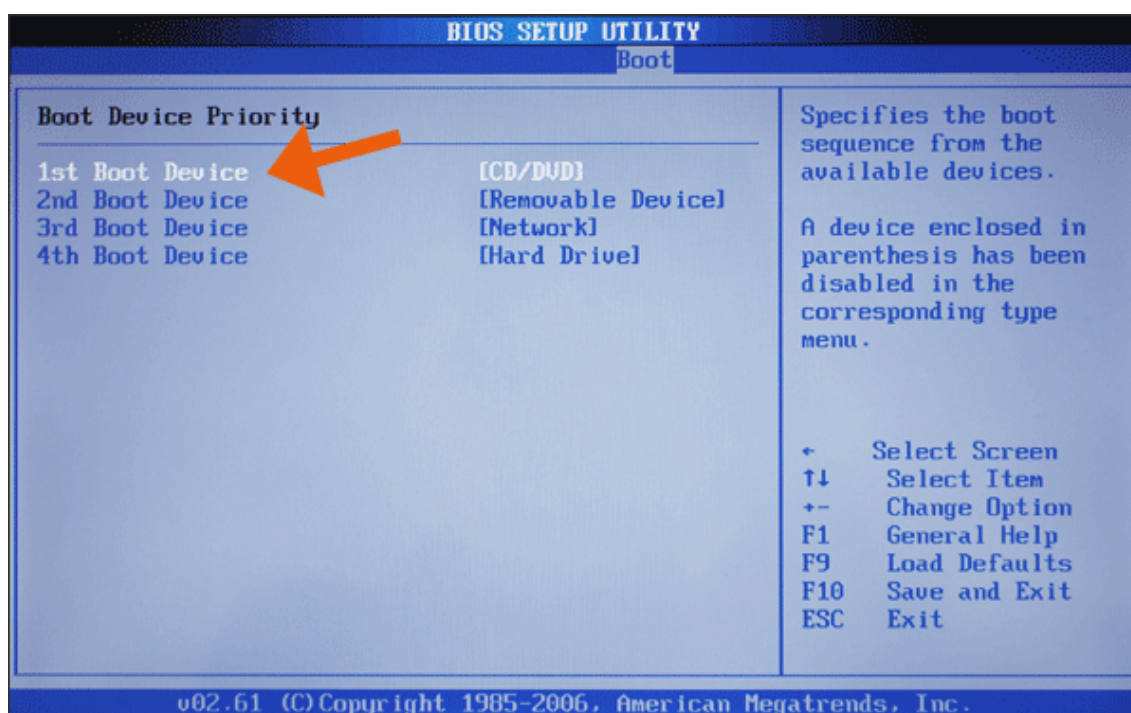 BIOS SETUP UTILITY
Boot
Boot Device Priority
1st Boot Device [CD/DVD]
2nd Boot Device [Removable Device]
3rd Boot Device [Network]
4th Boot Device [Hard Drive]
Specifies the boot
sequence from the
available devices.
A device enclosed in
parenthesis has been
disabled in the
corresponding type
menu.
← Select Screen
↑↓ Select Item
+- Change Option
F1 General Help
F9 Load Defaults
F10 Save and Exit
ESC Exit
v02.61 (C)Copyright 1985-2006, American Megatrends, Inc.